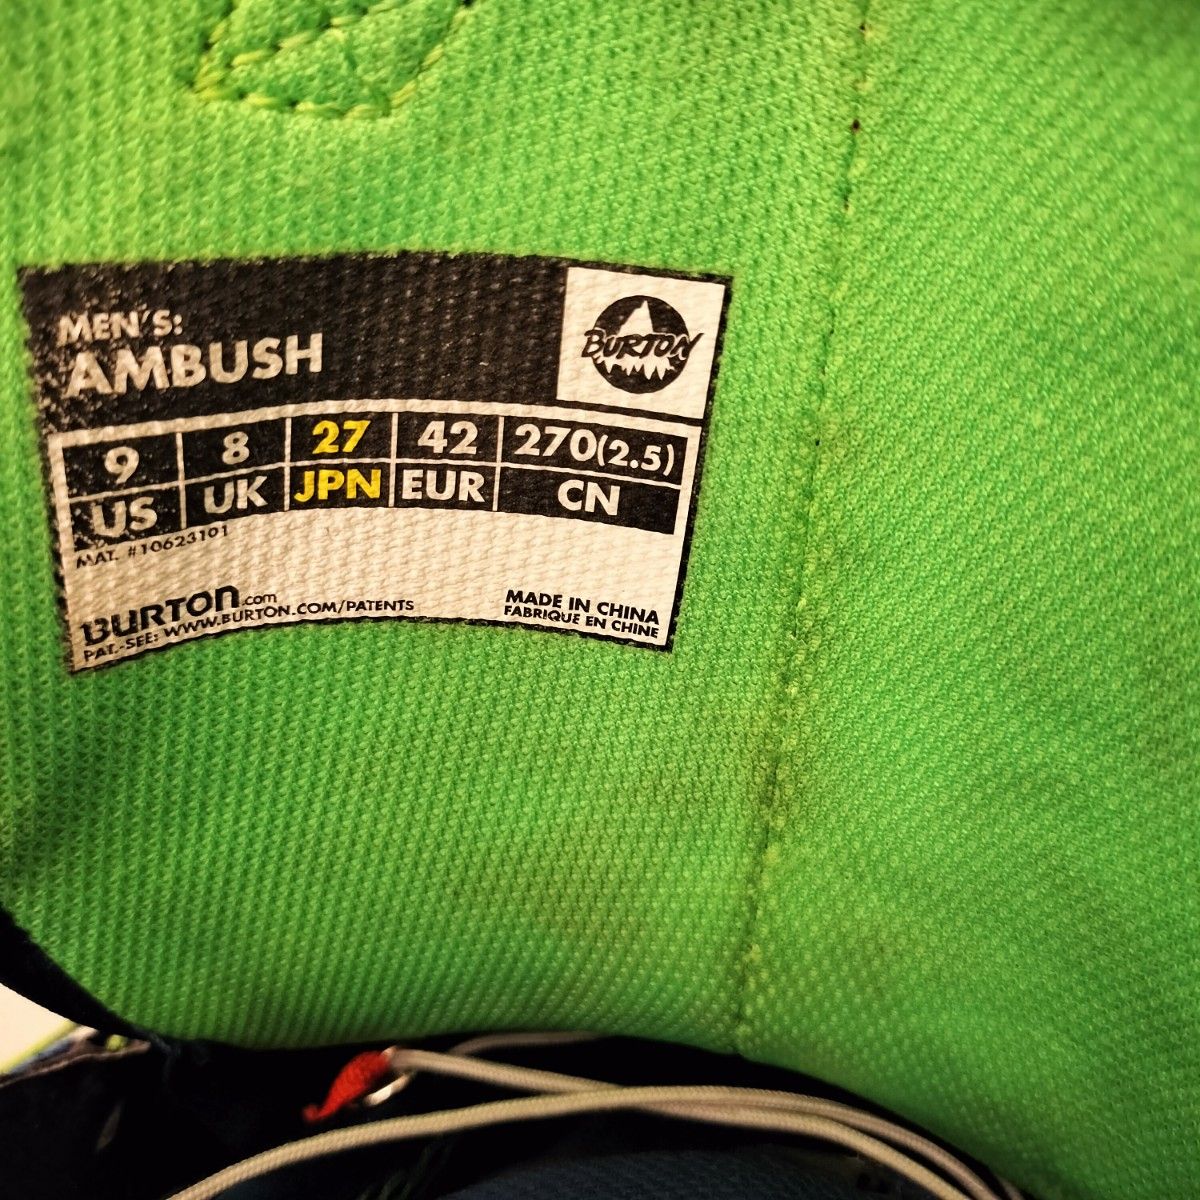 MEN'S:
AMBUSH
BURTON
9 8 27 42 270(2.5)
US UK JPN EUR CN
MAT. #10623101
BURTON.com
PAT.-SEE: WWW.BURTON.COM/PATENTS
MADE IN CHINA
FABRIQUE EN CHINE